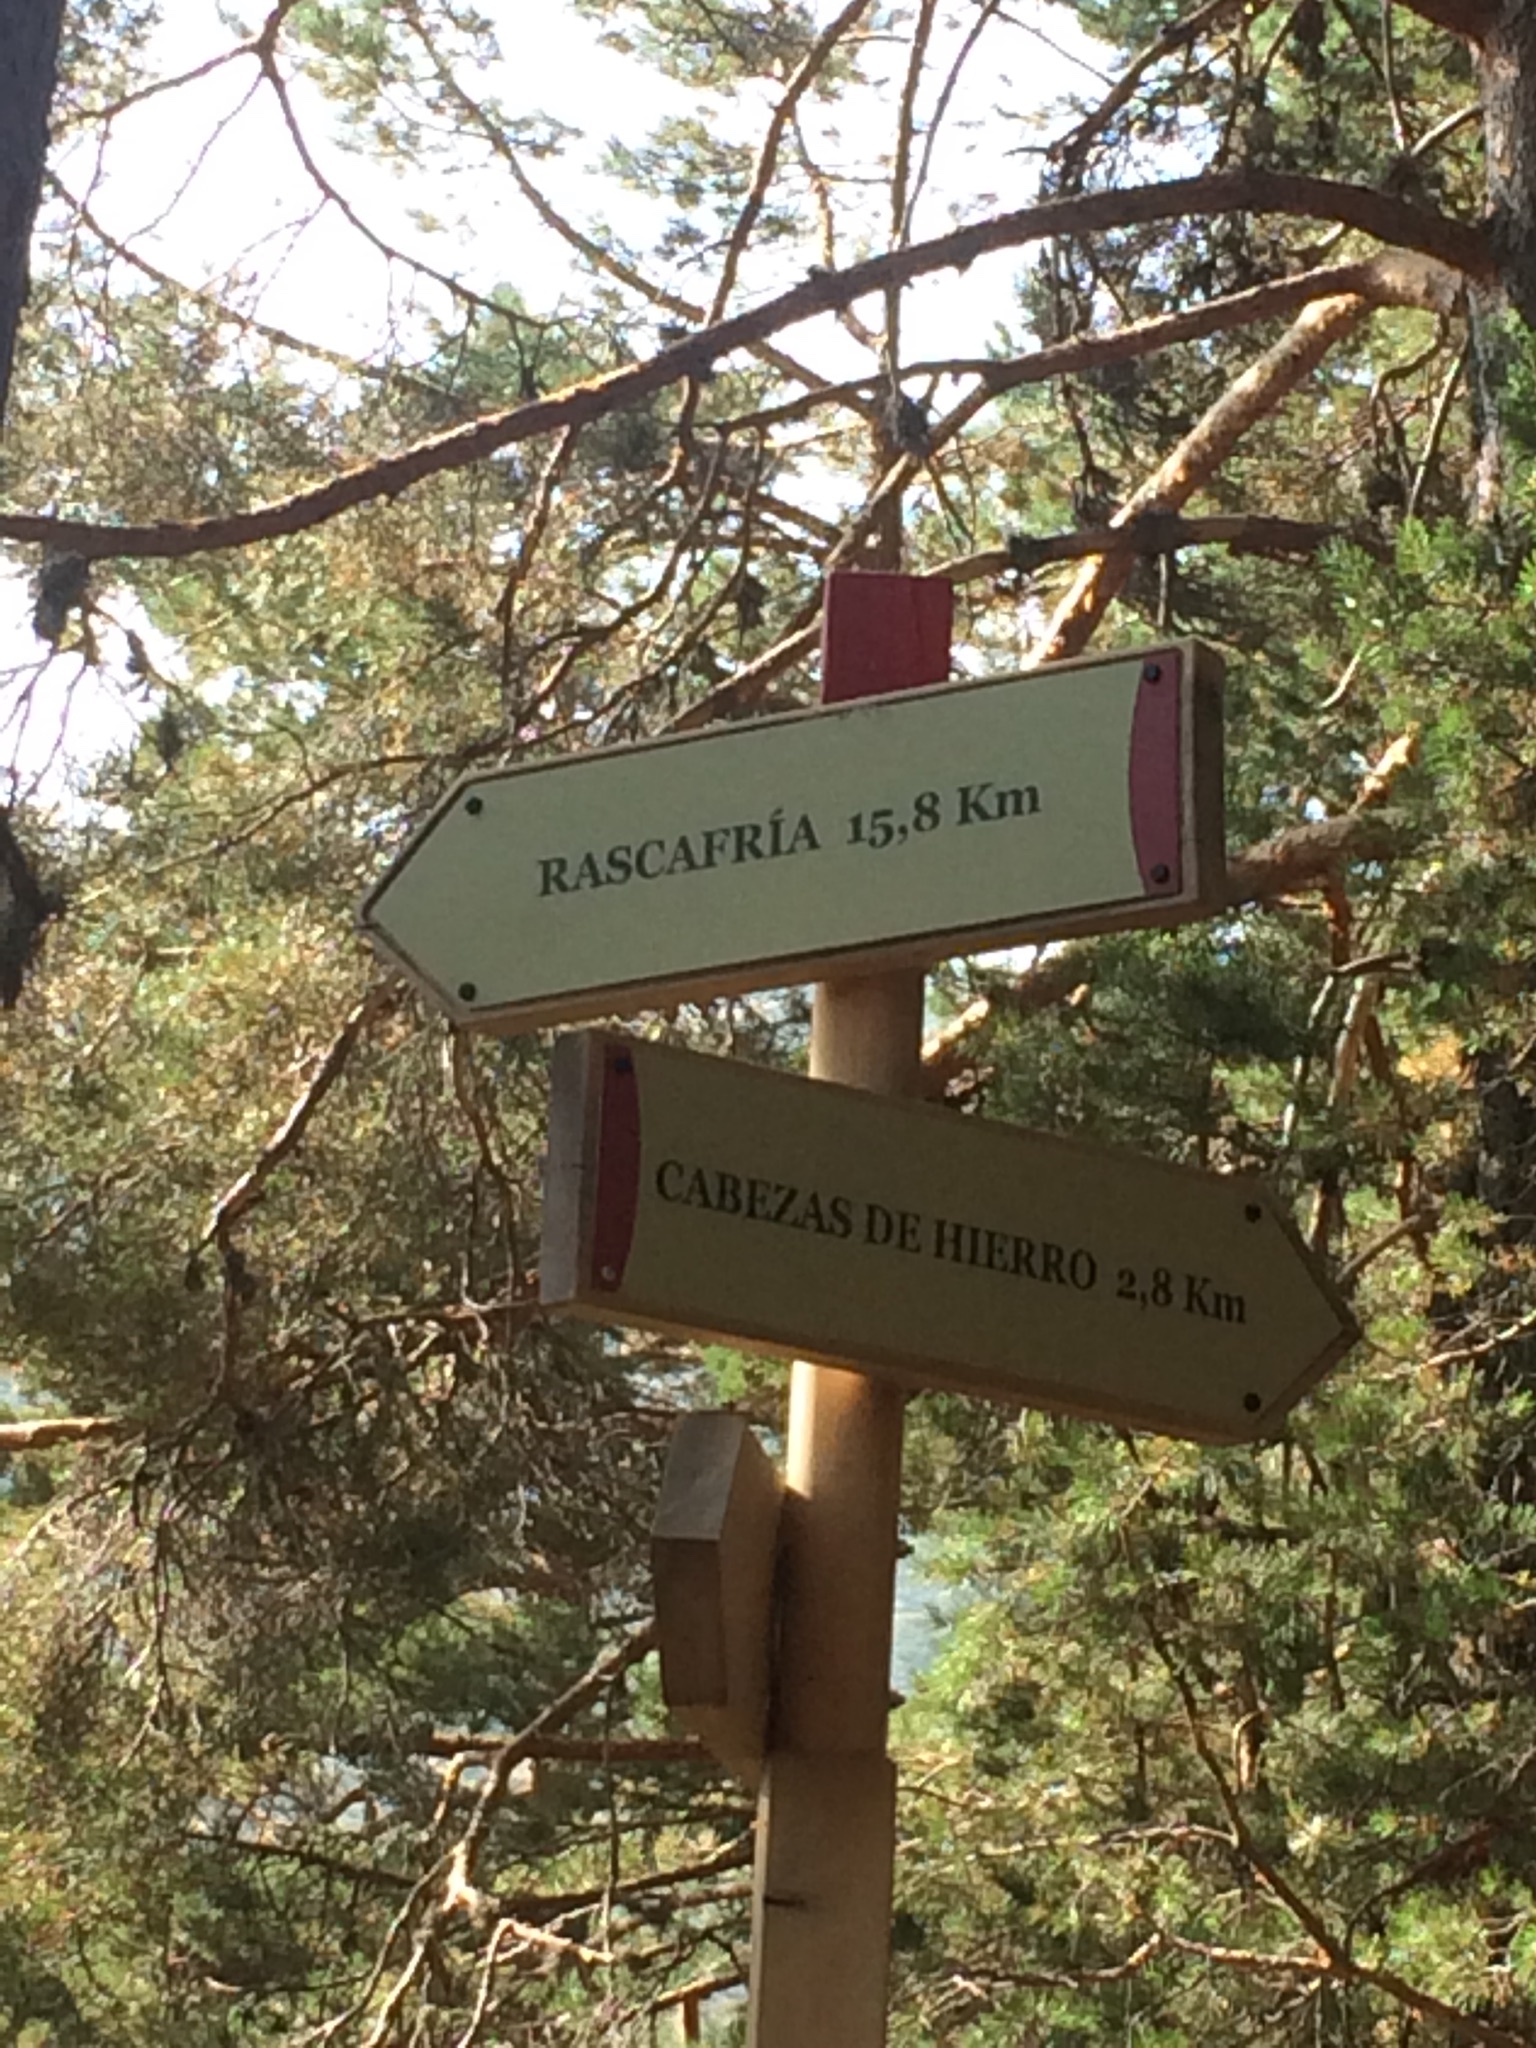 RASCAFRÍA 15,8 Km
CABEZAS DE HIERRO 2,8 Km